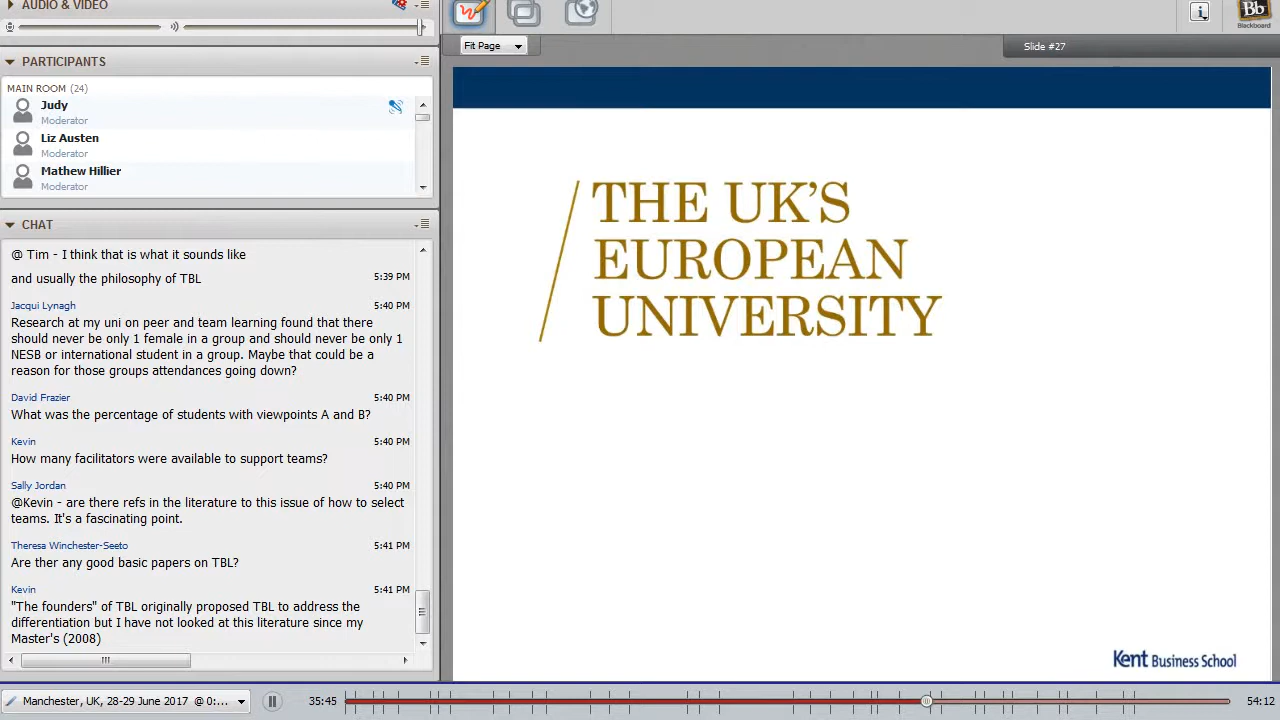 AUDIO & VIDEO
PARTICIPANTS
MAIN ROOM (24)
Judy
Moderator
Liz Austen
Moderator
Mathew Hillier
Moderator
CHAT
@ Tim - I think that is what it sounds like
and usually the philosophy of TBL 5:39 PM
Jacqui Lynagh 5:40 PM
Research at my uni on peer and team learning found that there
should never be only 1 female in a group and should never be only 1
NESB or international student in a group. Maybe that could be a
reason for those groups attendances going down?
David Frazier 5:40 PM
What was the percentage of students with viewpoints A and B?
Kevin 5:40 PM
How many facilitators were available to support teams?
Sally Jordan 5:40 PM
@Kevin - are there refs in the literature to this issue of how to select
teams. It's a fascinating point.
Theresa Winchester-Seeto 5:41 PM
Are ther any good basic papers on TBL?
Kevin 5:41 PM
"The founders" of TBL originally proposed TBL to address the
differentiation but I have not looked at this literature since my
Master's (2008)
Manchester, UK, 28-29 June 2017 @ 0:...
35:45
54:12
Fit Page
Slide #27
Bb
Blackboard
THE UK'S
EUROPEAN
UNIVERSITY
Kent Business School